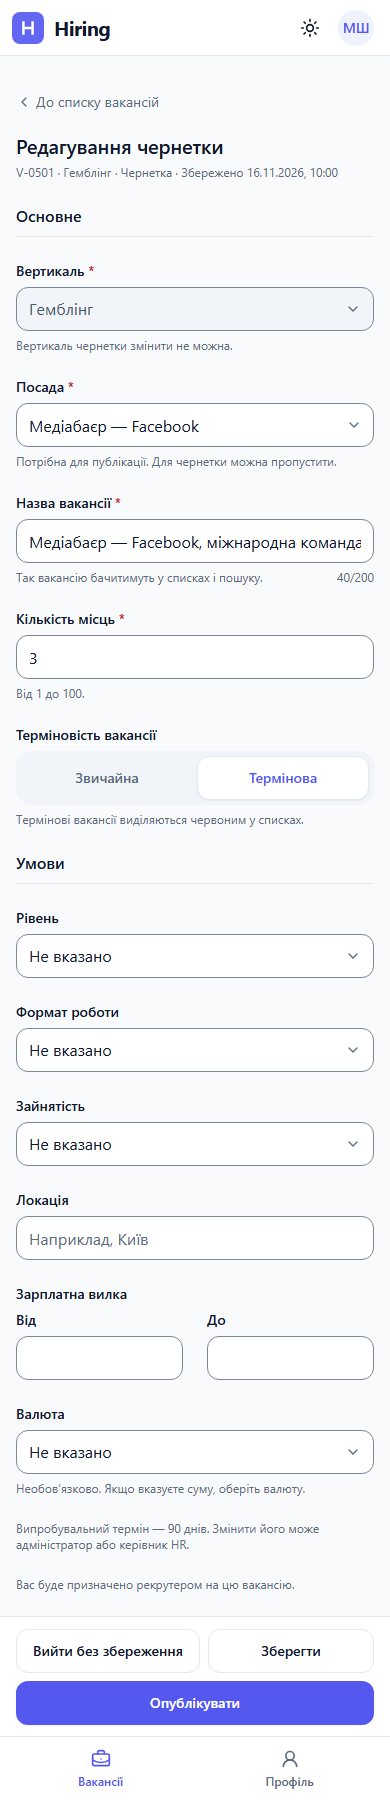 H Hiring
МШ
До списку вакансій
Редагування чернетки
V-0501 · Гемблінг · Чернетка · Збережено 16.11.2026, 10:00
Основне
Вертикаль *
Гемблінг
Вертикаль чернетки змінити не можна.
Посада *
Медіабаєр — Facebook
Потрібна для публікації. Для чернетки можна пропустити.
Назва вакансії *
Медіабаєр — Facebook, міжнародна команда
Так вакансію бачитимуть у списках і пошуку. 40/200
Кількість місць *
3
Від 1 до 100.
Терміновість вакансії
Звичайна Термінова
Термінові вакансії виділяються червоним у списках.
Умови
Рівень
Не вказано
Формат роботи
Не вказано
Зайнятість
Не вказано
Локація
Наприклад, Київ
Зарплатна вилка
Від До
Валюта
Не вказано
Необов'язково. Якщо вказуєте суму, оберіть валюту.
Випробувальний термін — 90 днів. Змінити його може
адміністратор або керівник HR.
Вас буде призначено рекрутером на цю вакансію.
Вийти без збереження Зберегти
Опублікувати
Вакансії Профіль